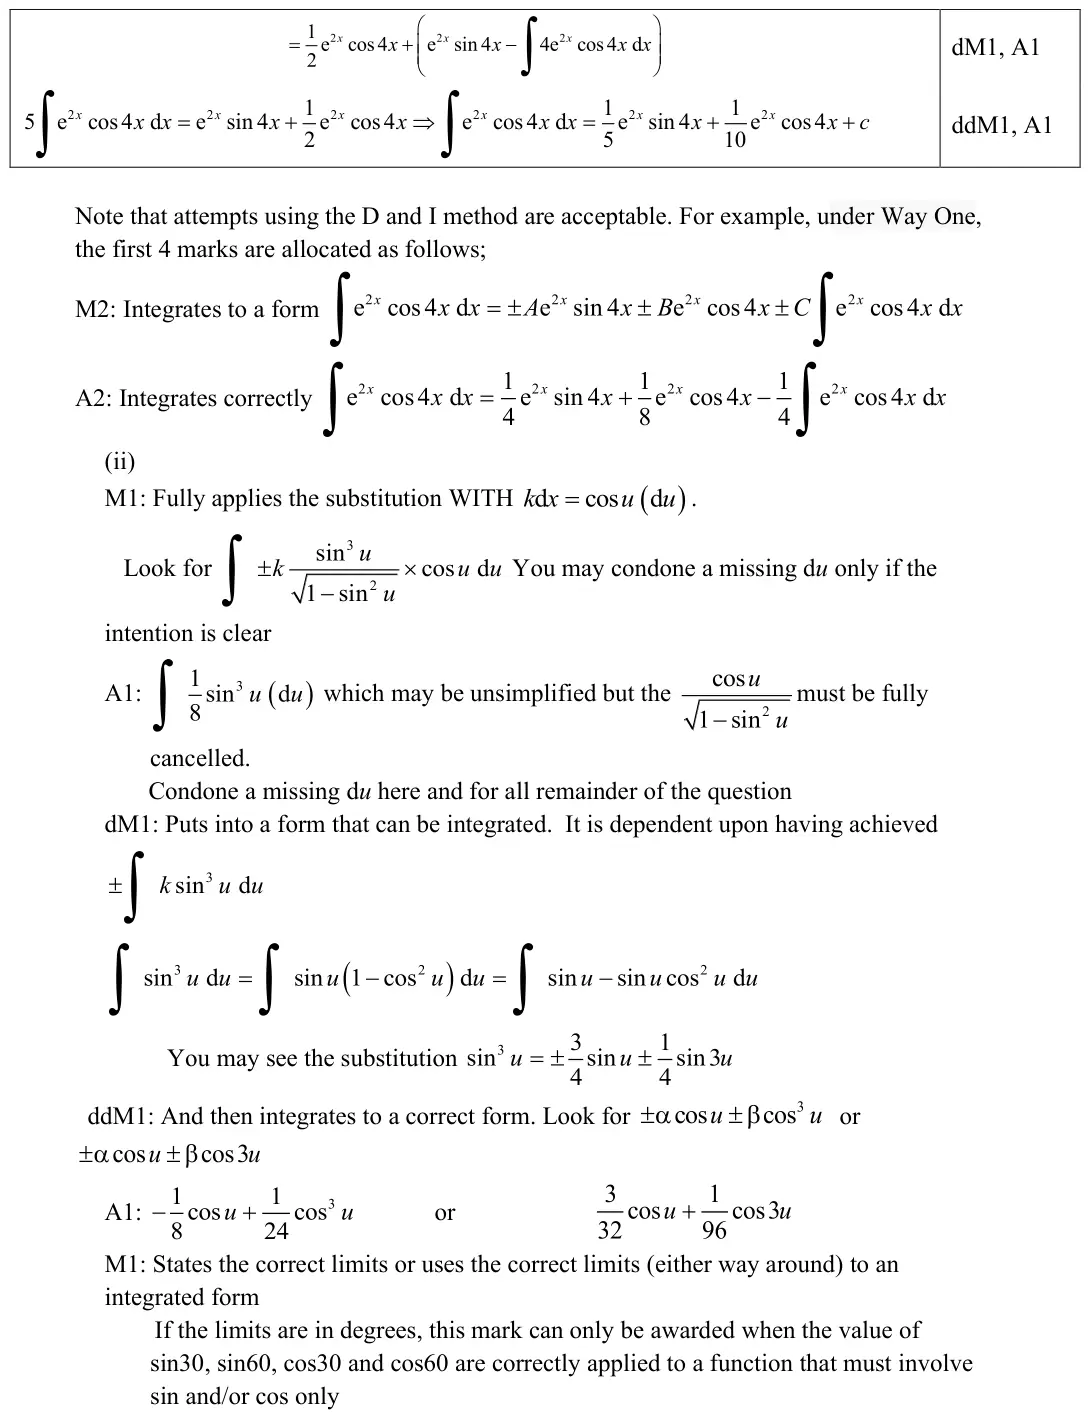 = 1/2 e^{2x} cos 4x + ( e^{2x} sin 4x − ∫ 4e^{2x} cos 4x dx ) dM1, A1
5 ∫ e^{2x} cos 4x dx = e^{2x} sin 4x + 1/2 e^{2x} cos 4x ⇒ ∫ e^{2x} cos 4x dx = 1/5 e^{2x} sin 4x + 1/10 e^{2x} cos 4x + c ddM1, A1
Note that attempts using the D and I method are acceptable. For example, under Way One,
the first 4 marks are allocated as follows;
M2: Integrates to a form ∫ e^{2x} cos 4x dx = ±Ae^{2x} sin 4x ± Be^{2x} cos 4x ± C ∫ e^{2x} cos 4x dx
A2: Integrates correctly ∫ e^{2x} cos 4x dx = 1/4 e^{2x} sin 4x + 1/8 e^{2x} cos 4x − 1/4 ∫ e^{2x} cos 4x dx
(ii)
M1: Fully applies the substitution WITH kdx = cos u (du).
Look for ∫ ±k sin³ u / √(1 − sin² u) × cos u du You may condone a missing du only if the
intention is clear
A1: ∫ 1/8 sin³ u (du) which may be unsimplified but the cos u / √(1 − sin² u) must be fully
cancelled.
Condone a missing du here and for all remainder of the question
dM1: Puts into a form that can be integrated. It is dependent upon having achieved
± ∫ k sin³ u du
∫ sin³ u du = ∫ sin u (1 − cos² u) du = ∫ sin u − sin u cos² u du
You may see the substitution sin³ u = ± 3/4 sin u ± 1/4 sin 3u
ddM1: And then integrates to a correct form. Look for ±α cos u ± β cos³ u or
±α cos u ± β cos 3u
A1: − 1/8 cos u + 1/24 cos³ u or 3/32 cos u + 1/96 cos 3u
M1: States the correct limits or uses the correct limits (either way around) to an
integrated form
If the limits are in degrees, this mark can only be awarded when the value of
sin30, sin60, cos30 and cos60 are correctly applied to a function that must involve
sin and/or cos only